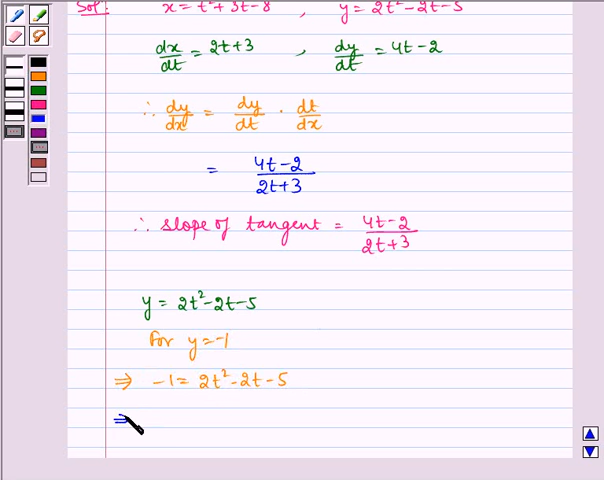 Solⁿ: x = t² + 3t - 8 , y = 2t² - 2t - 5
dx/dt = 2t + 3 , dy/dt = 4t - 2
∴ dy/dx = dy/dt · dt/dx
= 4t - 2 / 2t + 3
∴ slope of tangent = 4t - 2 / 2t + 3
y = 2t² - 2t - 5
For y = -1
⇒ -1 = 2t² - 2t - 5
⇒